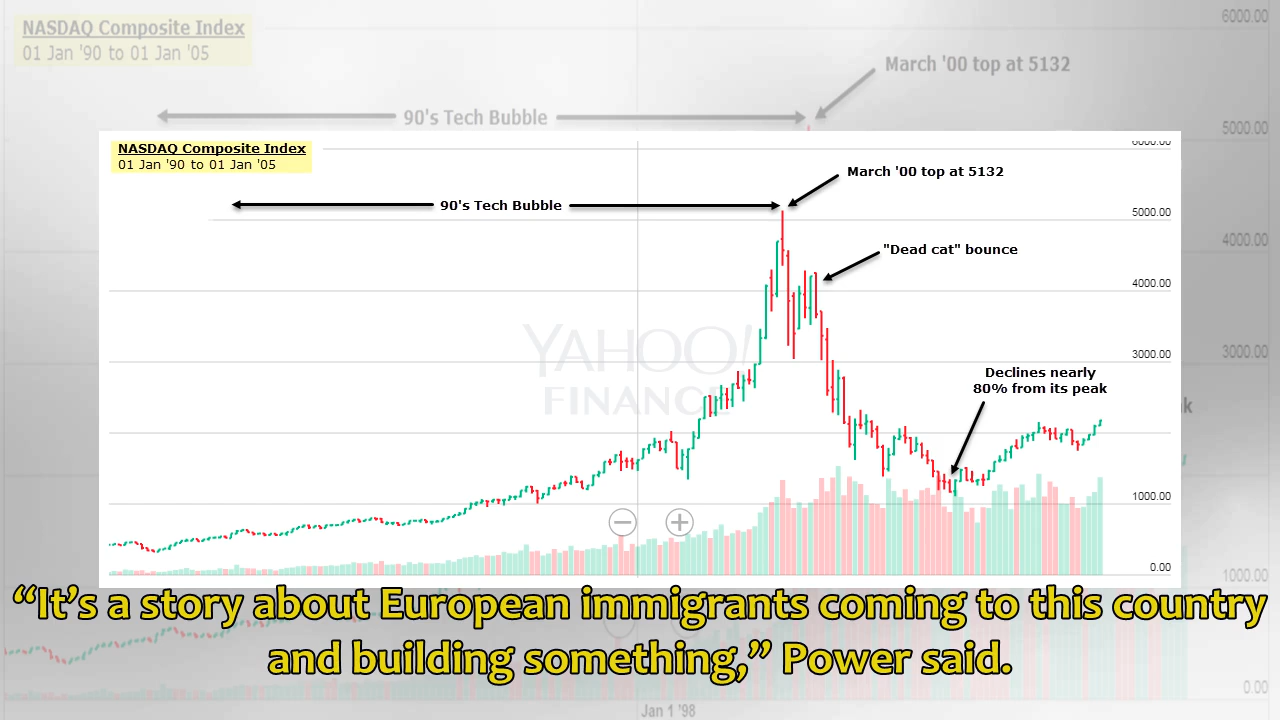 NASDAQ Composite Index
01 Jan '90 to 01 Jan '05
6000.00
March '00 top at 5132
90's Tech Bubble
5000.00
4000.00
3000.00
k
1000.00
0.00
Jan 1 '98
NASDAQ Composite Index
01 Jan '90 to 01 Jan '05
6000.00
March '00 top at 5132
90's Tech Bubble
5000.00
"Dead cat" bounce
4000.00
YAHOO!
FINANCE
3000.00
Declines nearly
80% from its peak
1000.00
0.00
“It’s a story about European immigrants coming to this country
and building something,” Power said.